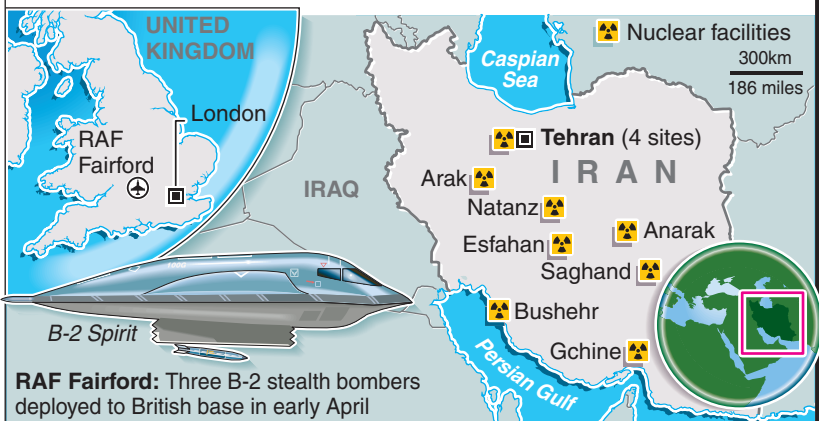 UNITED
KINGDOM
London
RAF
Fairford
Caspian
Sea
Nuclear facilities
300km
186 miles
Tehran (4 sites)
IRAN
IRAQ
Arak
Natanz
Esfahan
Anarak
Saghand
Bushehr
Gchine
Persian Gulf
B-2 Spirit
RAF Fairford: Three B-2 stealth bombers
deployed to British base in early April